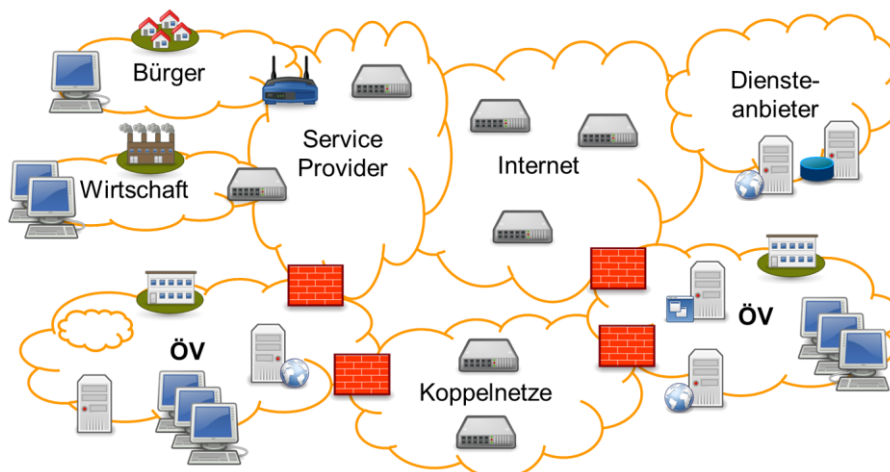 Bürger
Wirtschaft
Service
Provider
Internet
Dienste-
anbieter
ÖV
Koppelnetze
ÖV